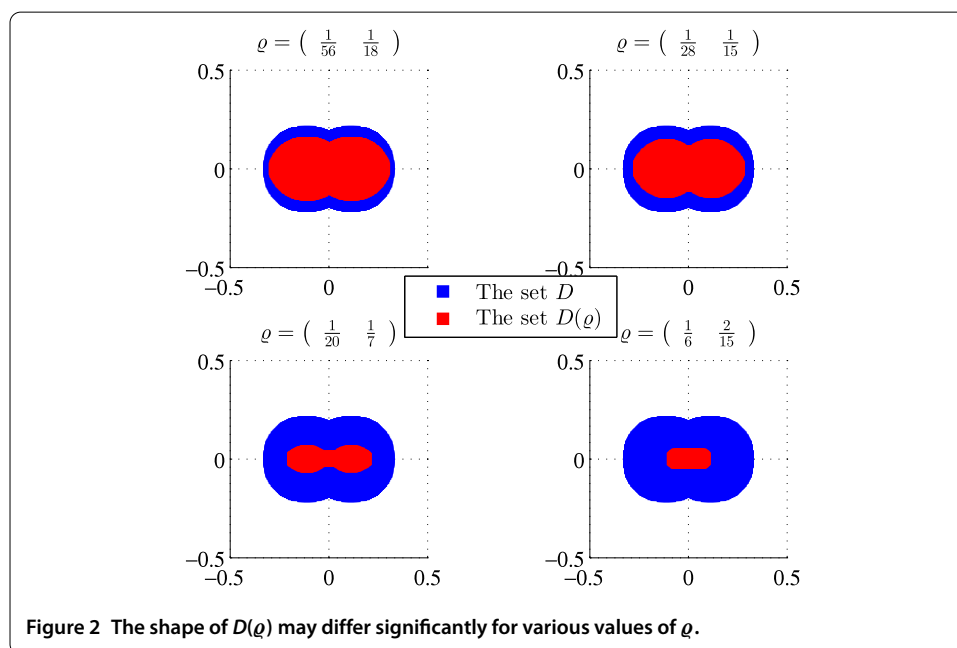 ϱ = ( 1/56 1/18 )
ϱ = ( 1/28 1/15 )
0.5
0
−0.5
−0.5 0 0.5
0.5
0
−0.5
−0.5 0 0.5
The set D
The set D(ϱ)
ϱ = ( 1/20 1/7 )
ϱ = ( 1/6 2/15 )
0.5
0
−0.5
−0.5 0 0.5
0.5
0
−0.5
−0.5 0 0.5
Figure 2 The shape of D(ϱ) may differ significantly for various values of ϱ.